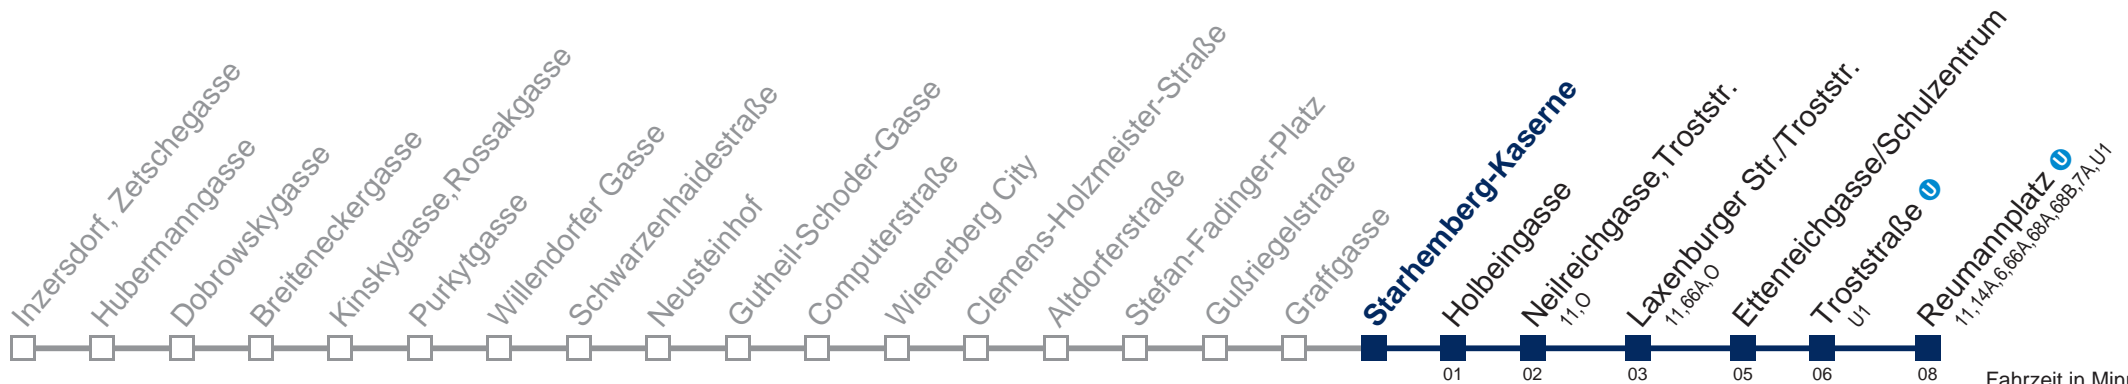 Inzersdorf, Zetschegasse
Hubermanngasse
Dobrowskygasse
Breiteneckergasse
Kinskygasse,Rossakgasse
Purkytgasse
Willendorfer Gasse
Schwarzenhaidestraße
Neusteinhof
Gutheil-Schoder-Gasse
Computerstraße
Wienerberg City
Clemens-Holzmeister-Straße
Altdorferstraße
Stefan-Fadinger-Platz
Gußriegelstraße
Graffgasse
Starhemberg-Kaserne
Holbeingasse
Neilreichgasse,Troststr.
11,O
Laxenburger Str./Troststr.
11,66A,O
Ettenreichgasse/Schulzentrum
Troststraße U
U1
Reumannplatz U
11,14A,6,66A,68A,68B,7A,U1
01 02 03 05 06 08
Fahrzeit in